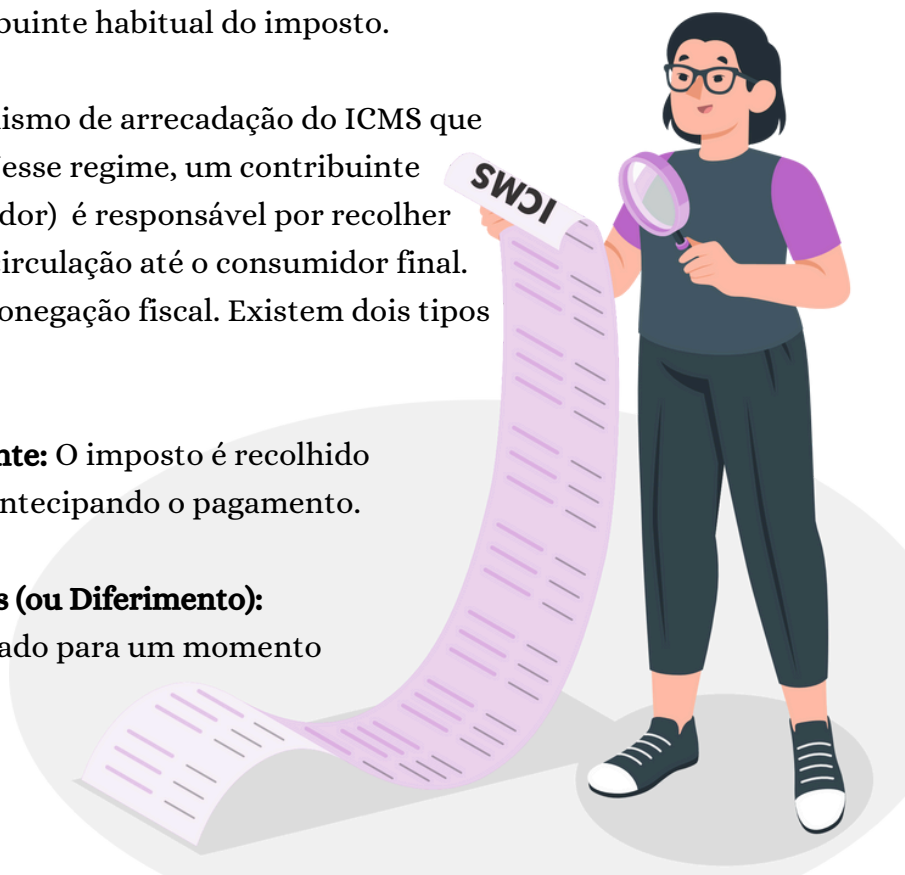 buinte habitual do imposto.
ismo de arrecadação do ICMS que
esse regime, um contribuinte
dor) é responsável por recolher
circulação até o consumidor final.
onegação fiscal. Existem dois tipos
ICMS
nte: O imposto é recolhido
ntecipando o pagamento.
s (ou Diferimento):
ado para um momento